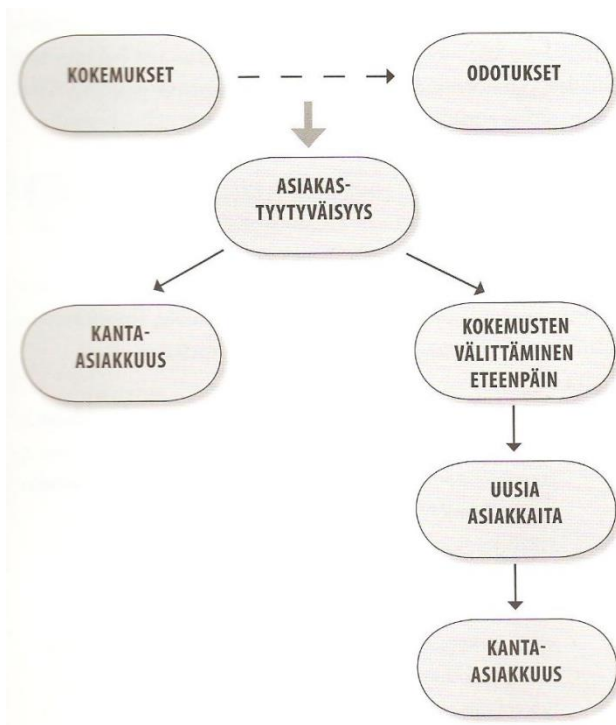 KOKEMUKSET
ODOTUKSET
ASIAKAS-
TYYTYVÄISYYS
KANTA-
ASIAKKUUS
KOKEMUSTEN
VÄLITTÄMINEN
ETEENPÄIN
UUSIA
ASIAKKAITA
KANTA-
ASIAKKUUS